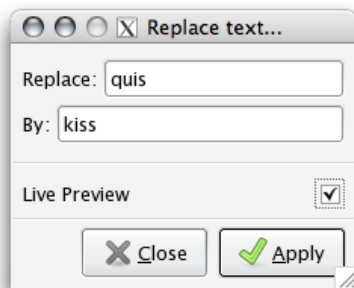 Replace text...
Replace: quis
By: kiss
Live Preview
Close Apply